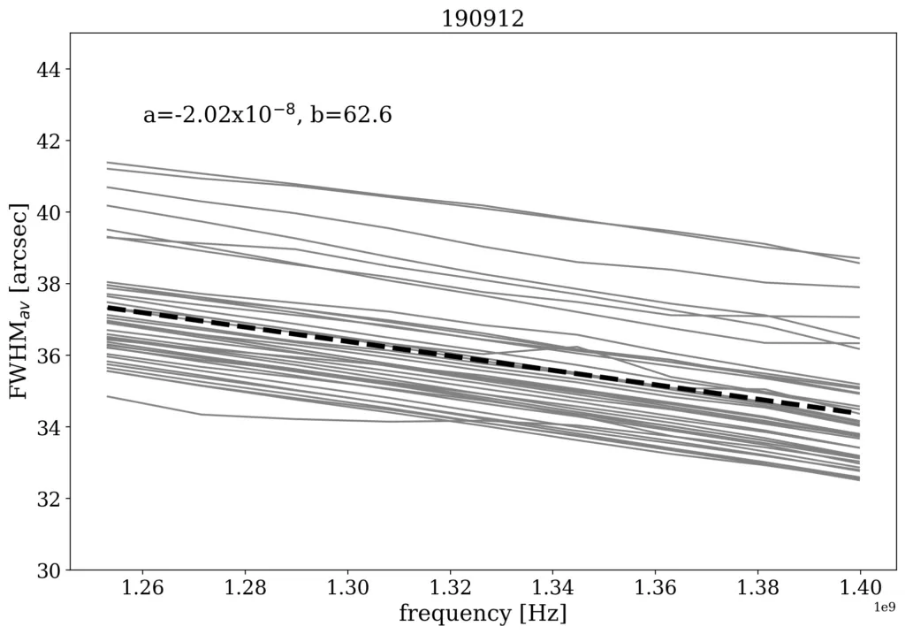 190912
a=-2.02x10⁻⁸, b=62.6
FWHM_av [arcsec]
44
42
40
38
36
34
32
30
1.26 1.28 1.30 1.32 1.34 1.36 1.38 1.40
1e9
frequency [Hz]